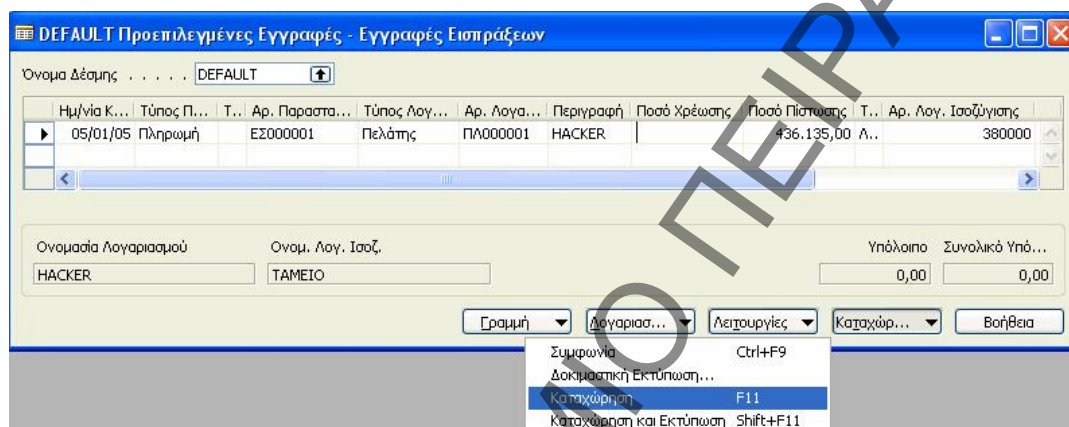 DEFAULT Προεπιλεγμένες Εγγραφές - Εγγραφές Εισπράξεων
Όνομα Δέσμης . . . . . DEFAULT
Ημ/νία Κ... Τύπος Π... Τ... Αρ. Παραστα... Τύπος Λογ... Αρ. Λογα... Περιγραφή Ποσό Χρέωσης Ποσό Πίστωσης Τ... Αρ. Λογ. Ισοζύγισης
05/01/05 Πληρωμή ΕΣ000001 Πελάτης ΠΛ000001 HACKER 436.135,00 Λ.. 380000
Ονομασία Λογαριασμού Ονομ. Λογ. Ισοζ. Υπόλοιπο Συνολικό Υπό...
HACKER ΤΑΜΕΙΟ 0,00 0,00
Γραμμή Λογαριασ... Λειτουργίες Καταχώρ... Βοήθεια
Συμφωνία Ctrl+F9
Δοκιμαστική Εκτύπωση...
Καταχώρηση F11
Καταχώρηση και Εκτύπωση Shift+F11
ΜΙΟ ΠΕΙΡΑ